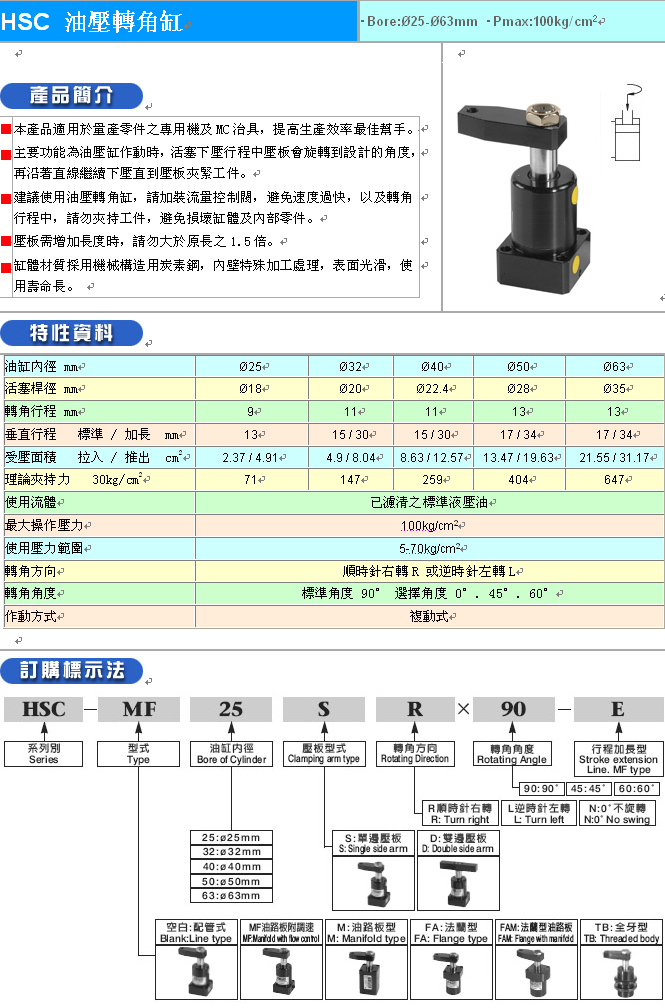 HSC 油壓轉角缸
·Bore:Ø25-Ø63mm ·Pmax:100kg/cm²
產品簡介
本產品適用於量產零件之專用機及MC治具，提高生產效率最佳幫手。
主要功能為油壓缸作動時，活塞下壓行程中壓板會旋轉到設計的角度，
再沿著直線繼續下壓直到壓板夾緊工件。
建議使用油壓轉角缸，請加裝流量控制閥，避免速度過快，以及轉角
行程中，請勿夾持工件，避免損壞缸體及內部零件。
壓板需增加長度時，請勿大於原長之 1.5 倍。
缸體材質採用機械構造用炭素鋼，內壁特殊加工處理，表面光滑，使
用壽命長。
特性資料
油缸內徑 mm Ø25 Ø32 Ø40 Ø50 Ø63
活塞桿徑 mm Ø18 Ø20 Ø22.4 Ø28 Ø35
轉角行程 mm 9 11 11 13 13
垂直行程 標準 / 加長 mm 13 15 / 30 15 / 30 17 / 34 17 / 34
受壓面積 拉入 / 推出 cm² 2.37 / 4.91 4.9 / 8.04 8.63 / 12.57 13.47 / 19.63 21.55 / 31.17
理論夾持力 30kg/cm² 71 147 259 404 647
使用流體 已濾清之標準液壓油
最大操作壓力 100kg/cm²
使用壓力範圍 5-70kg/cm²
轉角方向 順時針右轉 R 或逆時針左轉 L
轉角角度 標準角度 90° 選擇角度 0°. 45°. 60°
作動方式 複動式
訂購標示法
HSC — MF 25 S R × 90 — E
系列別 型式 油缸內徑 壓板型式 轉角方向 轉角角度 行程加長型
Series Type Bore of Cylinder Clamping arm type Rotating Direction Rotating Angle Stroke extension
Line. MF type
90:90° 45:45° 60:60°
R順時針右轉 L逆時針左轉 N:0°不旋轉
R: Turn right L: Turn left N:0° No swing
25:ø25mm
32:ø32mm
40:ø40mm
50:ø50mm
63:ø63mm
S:單邊壓板 D:雙邊壓板
S: Single side arm D: Double side arm
空白:配管式 MF油路板附調速 M:油路板型 FA:法蘭型 FAM:法蘭型油路板 TB:全牙型
Blank:Line type MF:Manifold with flow control M: Manifold type FA: Flange type FAM: Flange with manifold TB: Threaded body